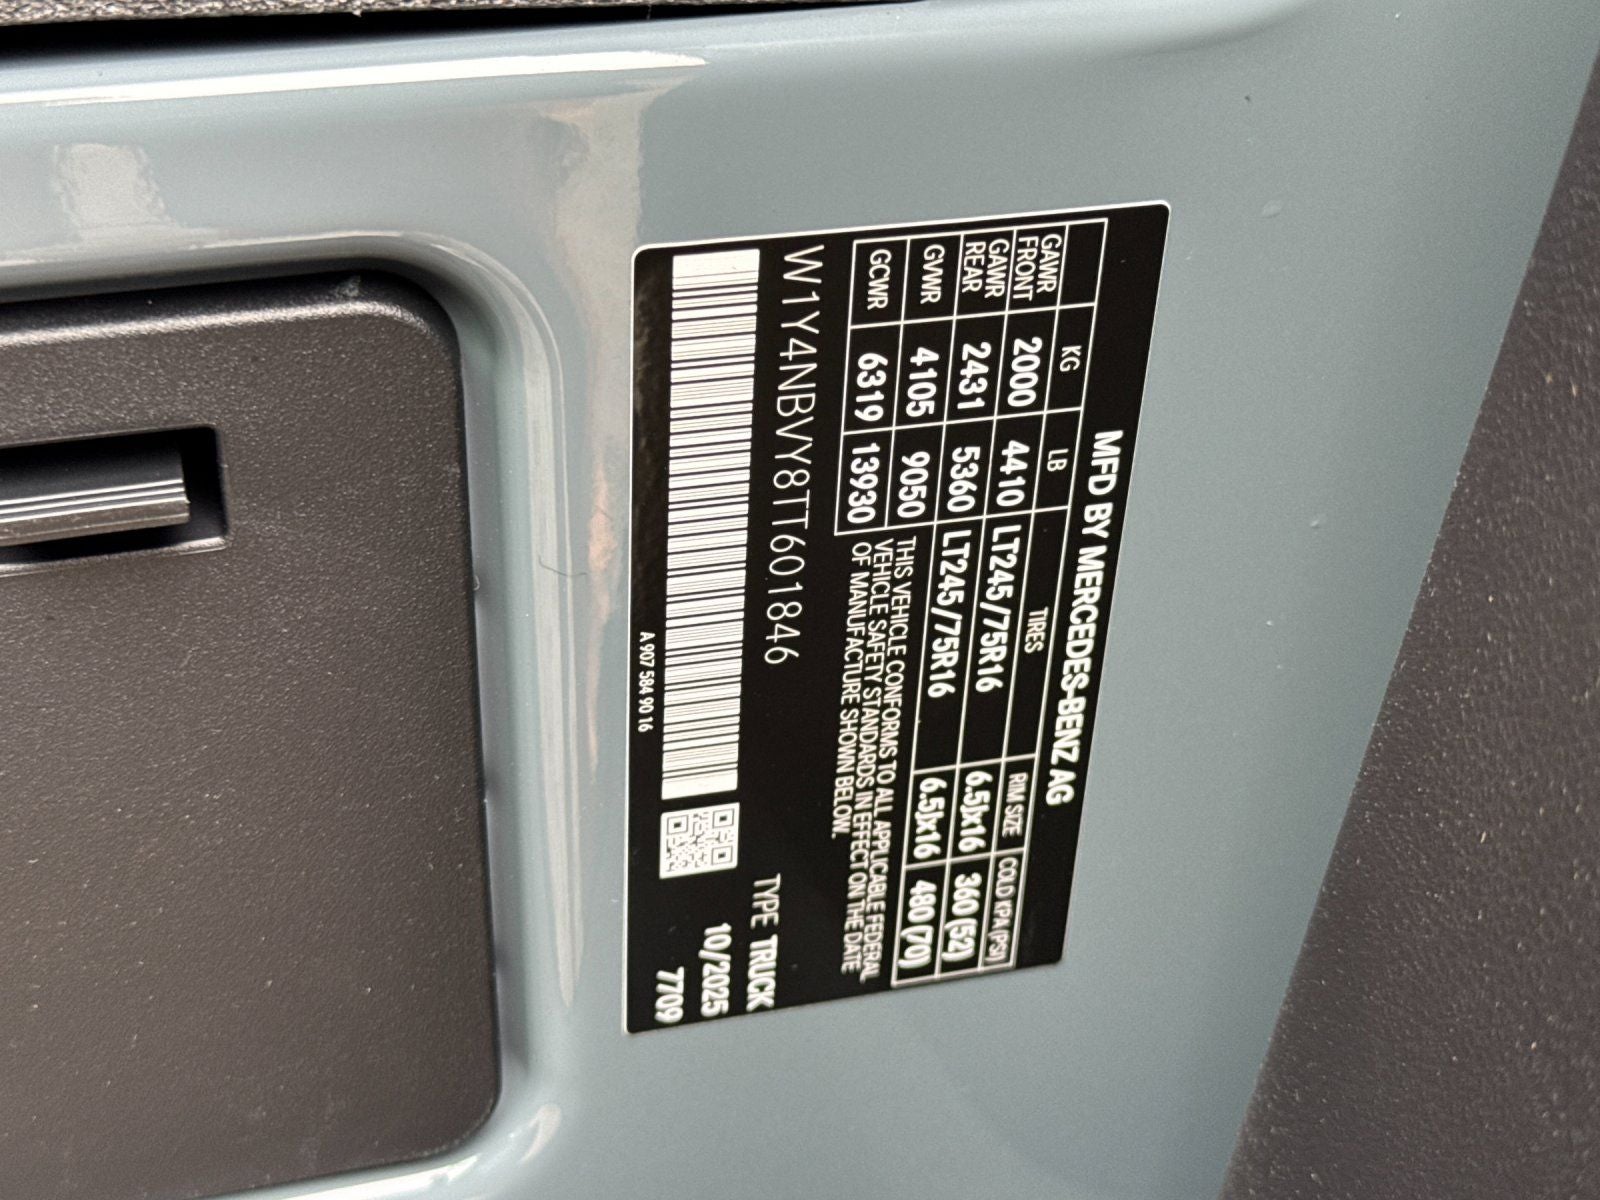 MFD BY MERCEDES-BENZ AG
KG LB TIRES RIM SIZE COLD KPA (PSI)
GAWR FRONT 2000 4410 LT245/75R16 6.5Jx16 360 (52)
GAWR REAR 2431 5360 LT245/75R16 6.5Jx16 480 (70)
GVWR 4105 9050
GCWR 6319 13930
THIS VEHICLE CONFORMS TO ALL APPLICABLE FEDERAL
VEHICLE SAFETY STANDARDS IN EFFECT ON THE DATE
OF MANUFACTURE SHOWN BELOW.
W1Y4NBVY8TT601846
TYPE TRUCK
10/2025
7709
A 907 584 90 16